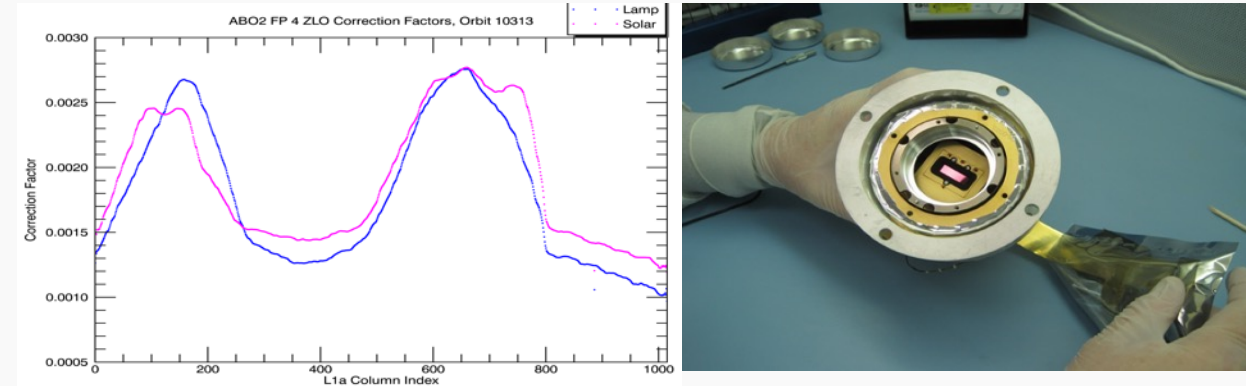 ABO2 FP 4 ZLO Correction Factors, Orbit 10313
Lamp
Solar
Correction Factor
0.0030
0.0025
0.0020
0.0015
0.0010
0.0005
0 200 400 600 800 1000
L1a Column Index